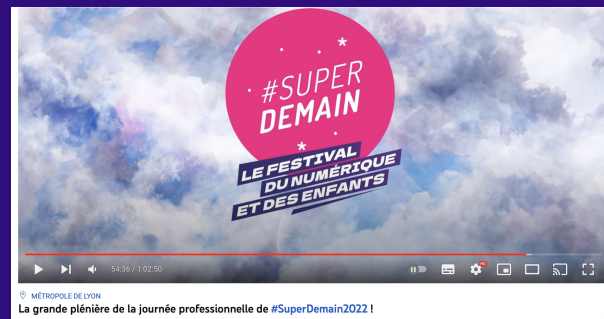 #SUPER
DEMAIN
LE FESTIVAL
DU NUMÉRIQUE
ET DES ENFANTS
54:36 / 1:02:50
HD
MÉTROPOLE DE LYON
La grande plénière de la journée professionnelle de #SuperDemain2022 !